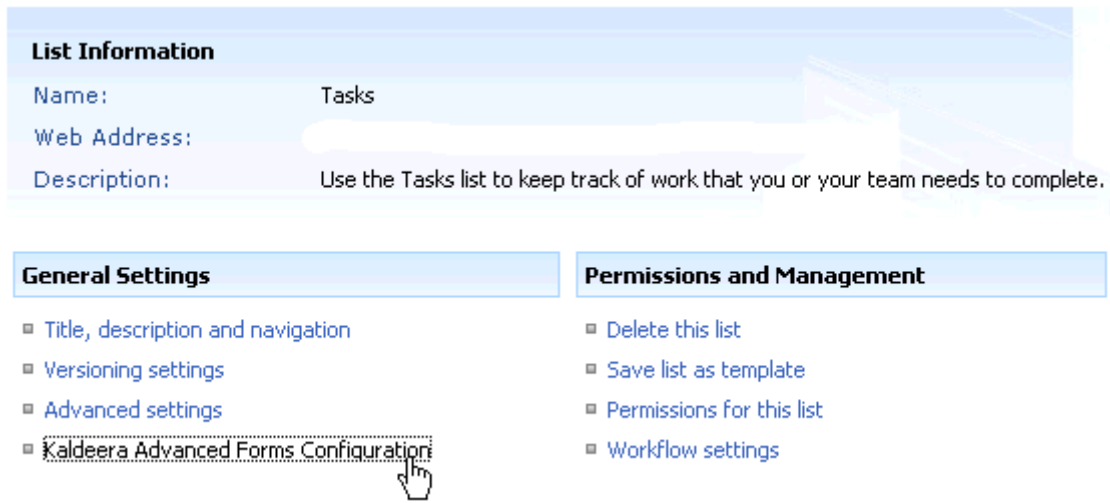 List Information
Name: Tasks
Web Address:
Description: Use the Tasks list to keep track of work that you or your team needs to complete.
General Settings
Title, description and navigation
Versioning settings
Advanced settings
Kaldeera Advanced Forms Configuration
Permissions and Management
Delete this list
Save list as template
Permissions for this list
Workflow settings